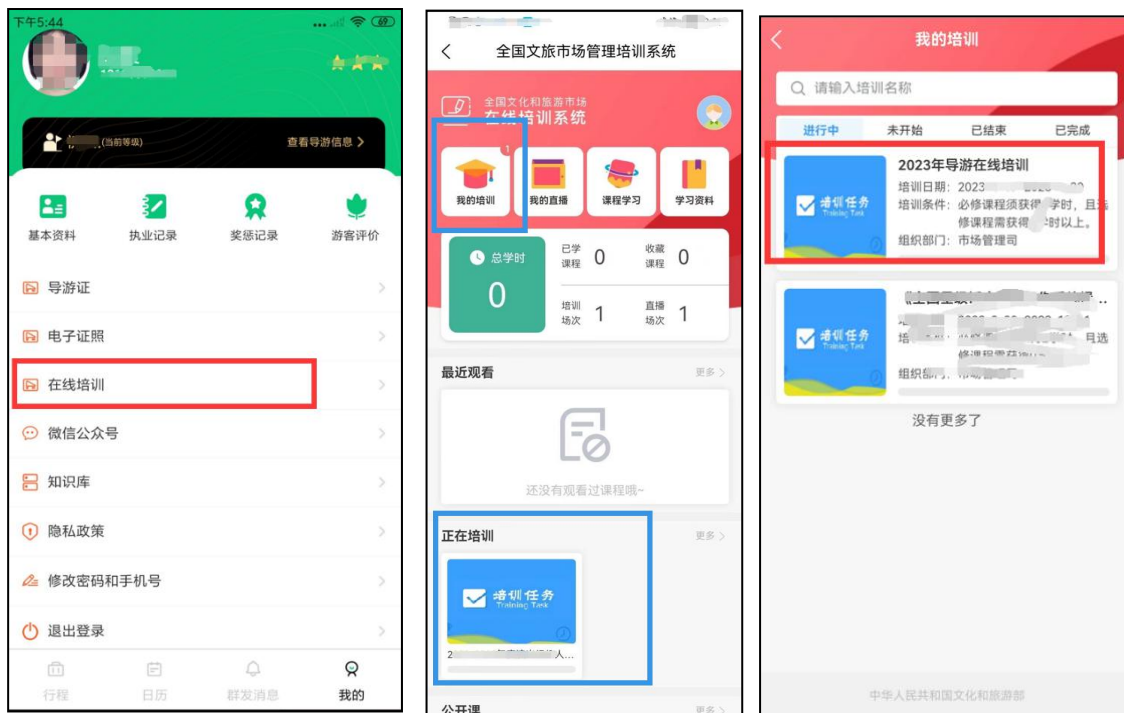 下午5:44
69
(当前等级)
查看导游信息
基本资料
执业记录
奖惩记录
游客评价
导游证
电子证照
在线培训
微信公众号
知识库
隐私政策
修改密码和手机号
退出登录
行程
日历
群发消息
我的
全国文旅市场管理培训系统
全国文化和旅游市场
在线培训系统
1
我的培训
我的直播
课程学习
学习资料
总学时
0
已学课程 0
收藏课程 0
培训场次 1
直播场次 1
最近观看
更多
还没有观看过课程哦~
正在培训
更多
培训任务
Training Task
人...
公开课
更多
我的培训
请输入培训名称
进行中
未开始
已结束
已完成
培训任务
Training Task
2023年导游在线培训
培训日期: 2023
培训条件: 必修课程须获得 学时，且选
修课程需获得 学时以上。
组织部门: 市场管理司
培训任务
Training Task
且选
没有更多了
中华人民共和国文化和旅游部